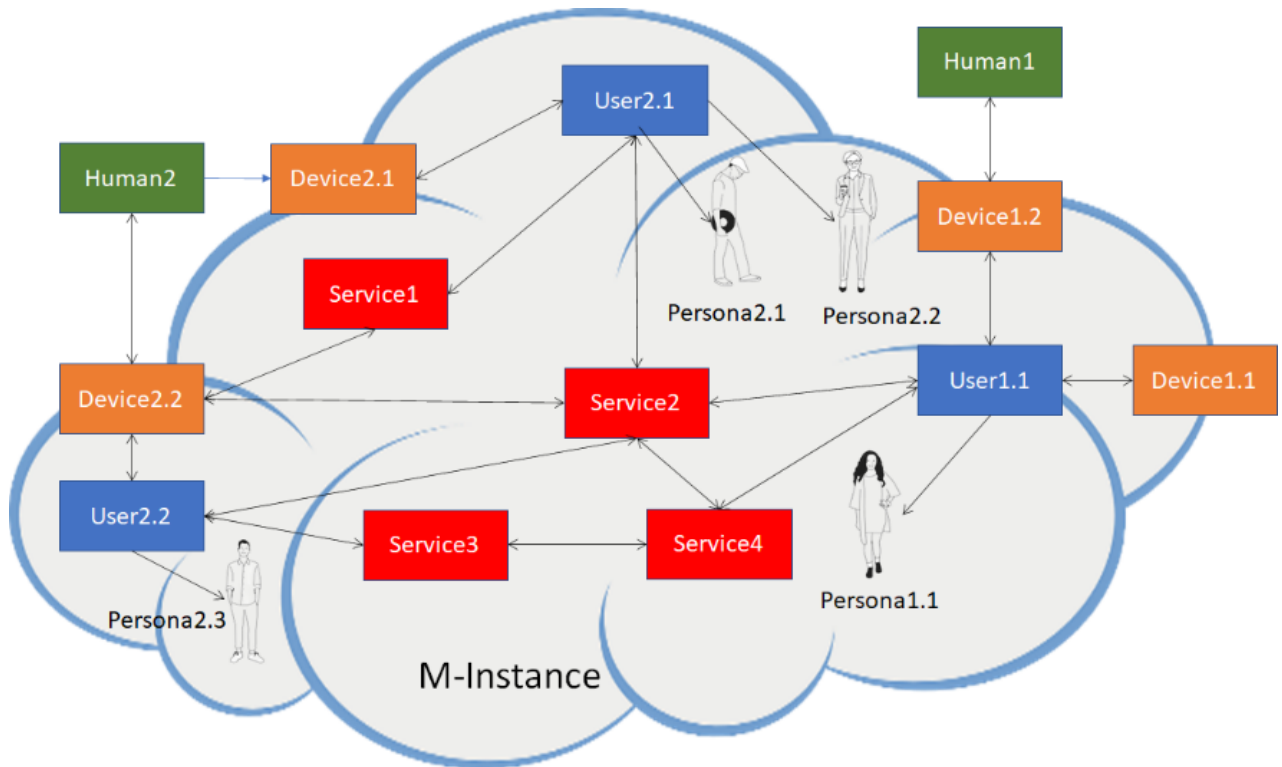 Human1
User2.1
Human2
Device2.1
Device1.2
Service1
Persona2.1
Persona2.2
User1.1
Device1.1
Device2.2
Service2
User2.2
Service3
Service4
Persona1.1
Persona2.3
M-Instance